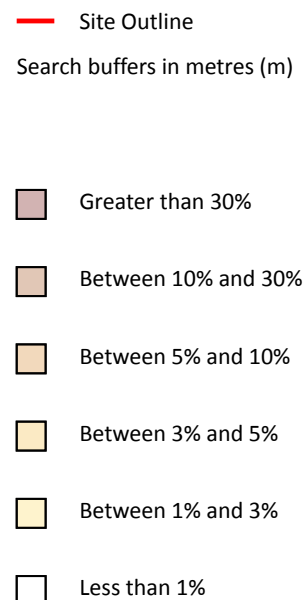 Site Outline
Search buffers in metres (m)
Greater than 30%
Between 10% and 30%
Between 5% and 10%
Between 3% and 5%
Between 1% and 3%
Less than 1%